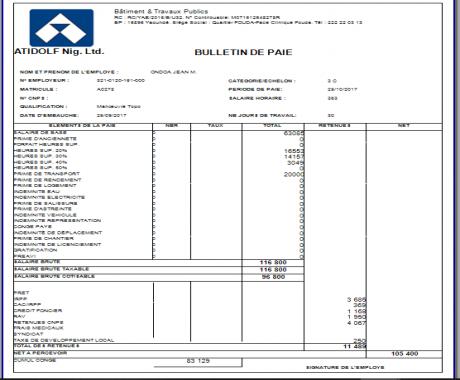 Bâtiment & Travaux Publics
RC : RC/YAE/2015/B/U32. N° Contribuable: M071512545273R
BP : 15595 Yaoundé. Siège Social : Quartier FOUDA-Face Clinique Fouda. Tél : 222 22 03 13
ATIDOLF Nig. Ltd.
BULLETIN DE PAIE
NOM ET PRENOM DE L'EMPLOYE : ONDOA JEAN M.
N° EMPLOYEUR : 321-0120-191-000 CATEGORIE/ECHELON : 3 C
MATRICULE : A0278 PERIODE DE PAIE: 25/10/2017
N° CNPS : SALAIRE HORAIRE : 363
QUALIFICATION : Manoeuvre Topo
DATE D'EMBAUCHE: 25/09/2017 NB JOURS DE TRAVAIL: 30
ELEMENTS DE LA PAIE NBR TAUX TOTAL RETENUES NET
SALAIRE DE BASE 0 63085
PRIME D'ANCIENNETE 0 0
FORFAIT HEURES SUP. 0 0
HEURES SUP. 20% 0 16553
HEURES SUP. 30% 0 14157
HEURES SUP. 40% 0 3049
HEURES SUP. 50% 0 0
PRIME DE TRANSPORT 0 20000
PRIME DE RENDEMENT 0 0
PRIME DE LOGEMENT 0 0
INDEMNITE EAU 0 0
INDEMNITE ELECTRICITE 0 0
PRIME DE SALISSURE 0 0
PRIME D'ASTREINTE 0 0
INDEMNITE VEHICULE 0 0
INDEMNITE REPRESENTATION 0 0
CONGE PAYE 0 0
INDEMNITE DE DEPLACEMENT 0 0
PRIME DE CHANTIER 0 0
INDEMNITE DE LICENCIEMENT 0 0
GRATIFICATION 0 0
PREAVI 0 0
SALAIRE BRUTE 116 800
SALAIRE BRUTE TAXABLE 116 800
SALAIRE BRUTE COTISABLE 96 800
PRET
IRPP 3 685
CAC/IRPP 369
CREDIT FONCIER 1 168
RAV 1 950
RETENUES CNPS 4 067
FRAIS MEDICAUX
SYNDICAT
TAXE DE DEVELOPPEMENT LOCAL 250
TOTAL DES RETENUES 11 489
NET A PERCEVOIR 105 400
CUMUL CONGE 83 129
SIGNATURE DE L'EMPLOYE